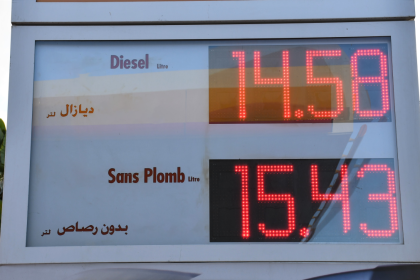 Diesel Litre 14.58
ديازال لتر
Sans Plomb Litre 15.43
بدون رصاص لتر